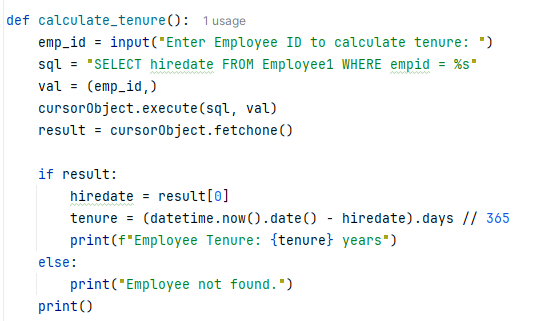 def calculate_tenure():  1 usage
    emp_id = input("Enter Employee ID to calculate tenure: ")
    sql = "SELECT hiredate FROM Employee1 WHERE empid = %s"
    val = (emp_id,)
    cursorObject.execute(sql, val)
    result = cursorObject.fetchone()

    if result:
        hiredate = result[0]
        tenure = (datetime.now().date() - hiredate).days // 365
        print(f"Employee Tenure: {tenure} years")
    else:
        print("Employee not found.")
    print()